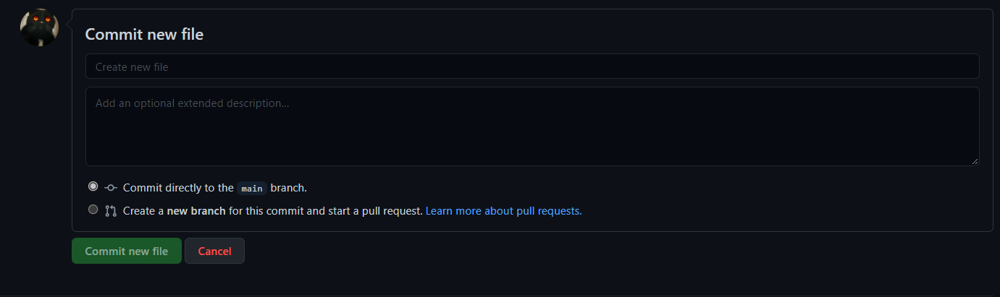 Commit new file
Create new file
Add an optional extended description...
Commit directly to the main branch.
Create a new branch for this commit and start a pull request. Learn more about pull requests.
Commit new file
Cancel